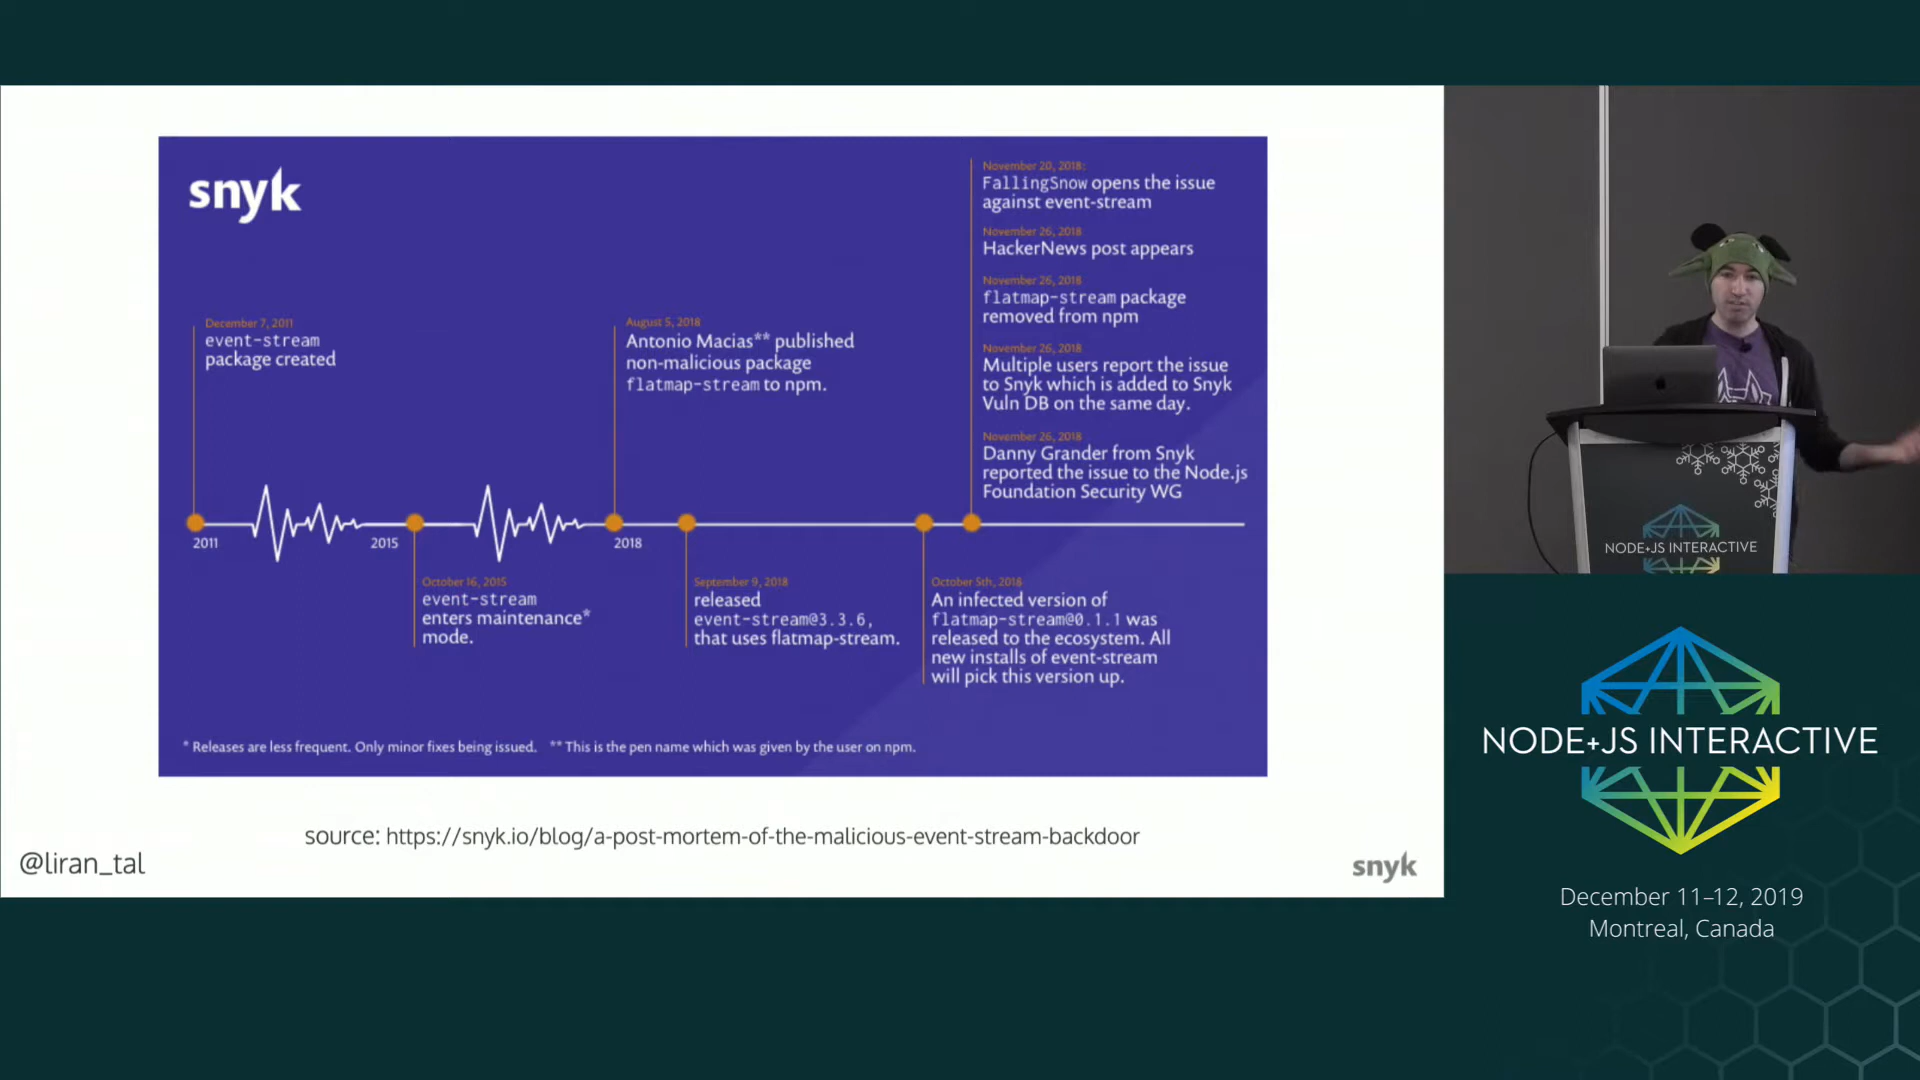 snyk
December 7, 2011
event-stream
package created
August 5, 2018
Antonio Macias** published
non-malicious package
flatmap-stream to npm.
November 20, 2018:
FallingSnow opens the issue
against event-stream
November 26, 2018
HackerNews post appears
November 26, 2018
flatmap-stream package
removed from npm
November 26, 2018
Multiple users report the issue
to Snyk which is added to Snyk
Vuln DB on the same day.
November 26, 2018
Danny Grander from Snyk
reported the issue to the Node.js
Foundation Security WG
2011
2015
2018
October 16, 2015
event-stream
enters maintenance*
mode.
September 9, 2018
released
event-stream@3.3.6,
that uses flatmap-stream.
October 5th, 2018
An infected version of
flatmap-stream@0.1.1 was
released to the ecosystem. All
new installs of event-stream
will pick this version up.
* Releases are less frequent. Only minor fixes being issued. ** This is the pen name which was given by the user on npm.
source: https://snyk.io/blog/a-post-mortem-of-the-malicious-event-stream-backdoor
@liran_tal
snyk
NODE+JS INTERACTIVE
NODE+JS INTERACTIVE
December 11–12, 2019
Montreal, Canada